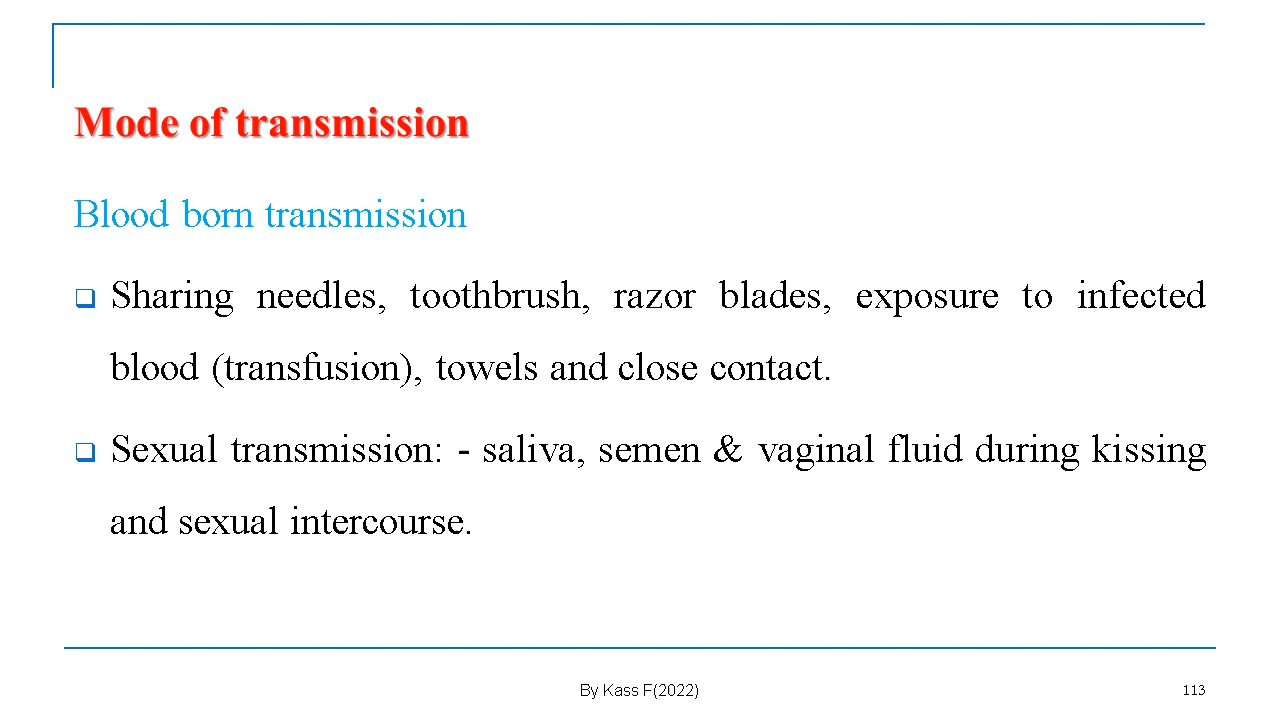 Mode of transmission
Blood born transmission
❑ Sharing needles, toothbrush, razor blades, exposure to infected
blood (transfusion), towels and close contact.
❑ Sexual transmission: - saliva, semen & vaginal fluid during kissing
and sexual intercourse.
By Kass F(2022)
113